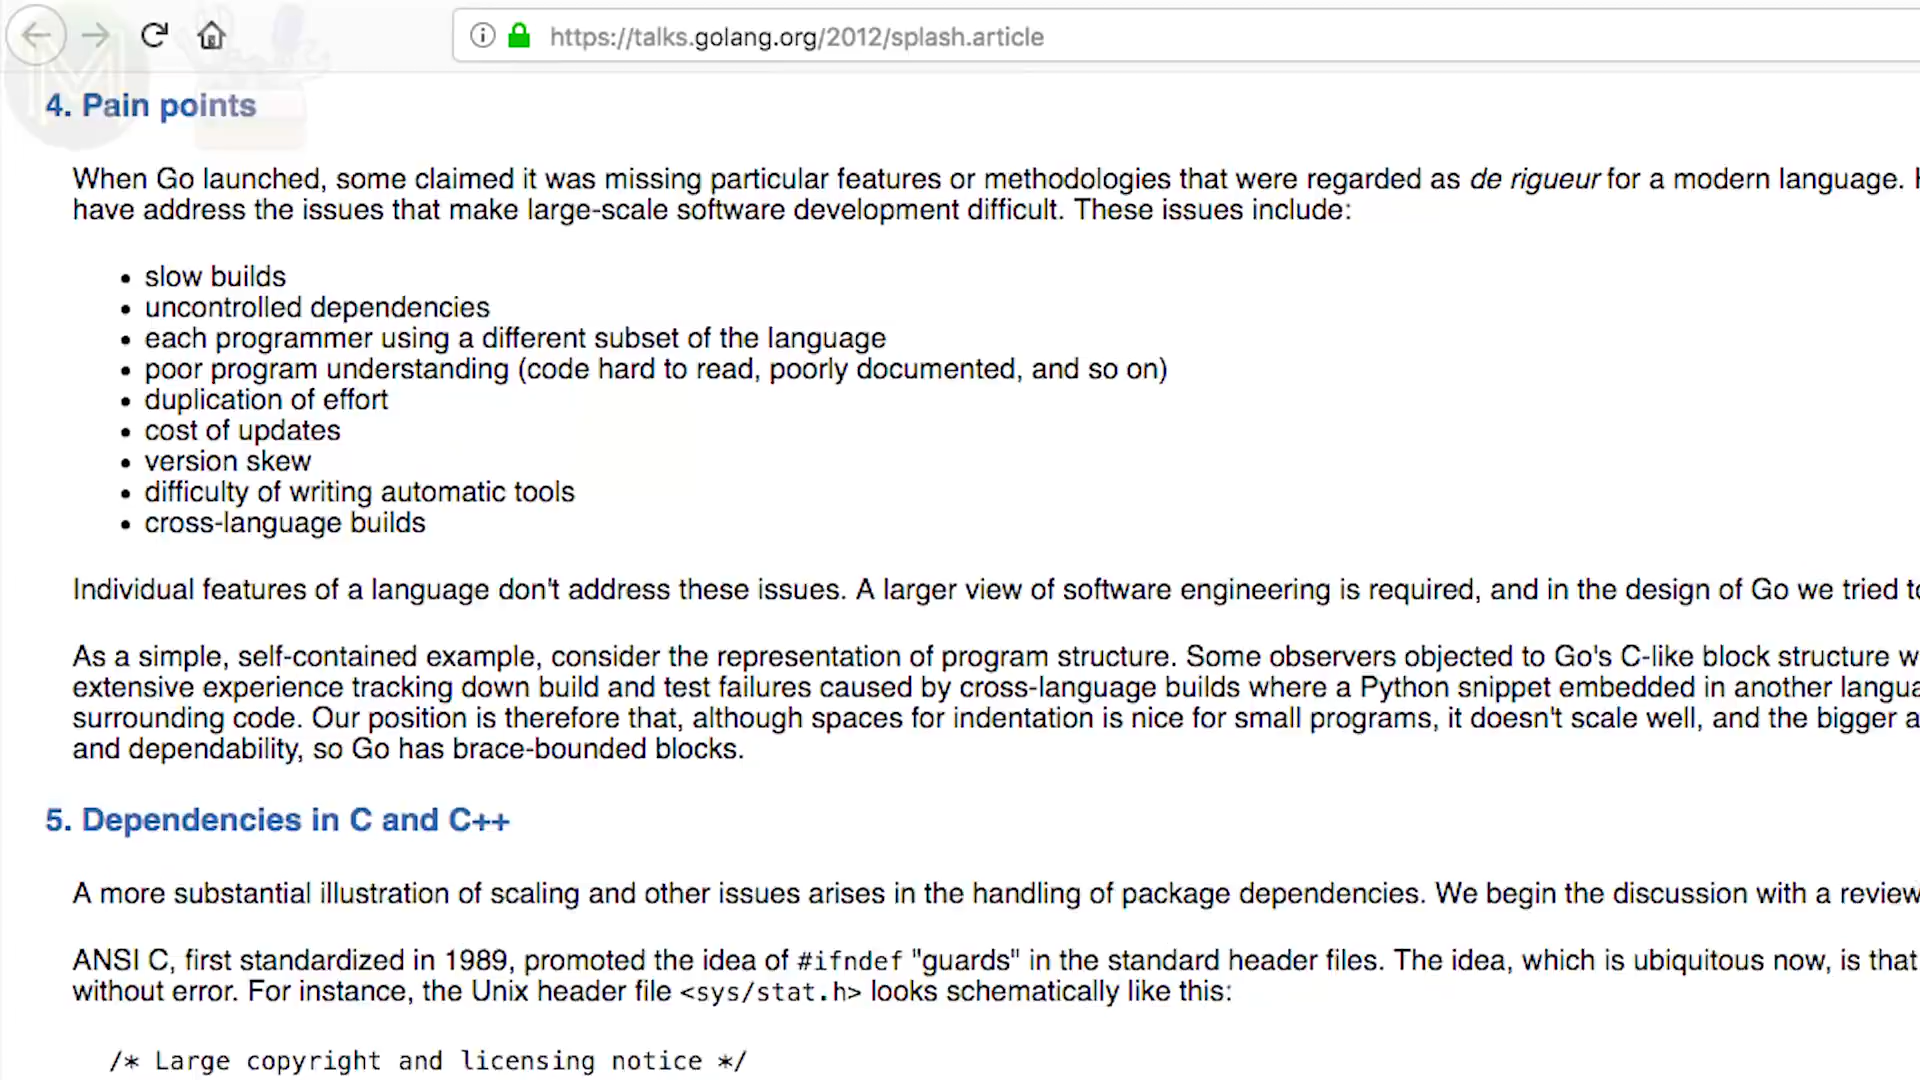 https://talks.golang.org/2012/splash.article
4. Pain points
When Go launched, some claimed it was missing particular features or methodologies that were regarded as de rigueur for a modern language.
have address the issues that make large-scale software development difficult. These issues include:
• slow builds
• uncontrolled dependencies
• each programmer using a different subset of the language
• poor program understanding (code hard to read, poorly documented, and so on)
• duplication of effort
• cost of updates
• version skew
• difficulty of writing automatic tools
• cross-language builds
Individual features of a language don't address these issues. A larger view of software engineering is required, and in the design of Go we tried
As a simple, self-contained example, consider the representation of program structure. Some observers objected to Go's C-like block structure
extensive experience tracking down build and test failures caused by cross-language builds where a Python snippet embedded in another
surrounding code. Our position is therefore that, although spaces for indentation is nice for small programs, it doesn't scale well, and the bigger
and dependability, so Go has brace-bounded blocks.
5. Dependencies in C and C++
A more substantial illustration of scaling and other issues arises in the handling of package dependencies. We begin the discussion with a review
ANSI C, first standardized in 1989, promoted the idea of #ifndef "guards" in the standard header files. The idea, which is ubiquitous now, is that
without error. For instance, the Unix header file <sys/stat.h> looks schematically like this:
/* Large copyright and licensing notice */